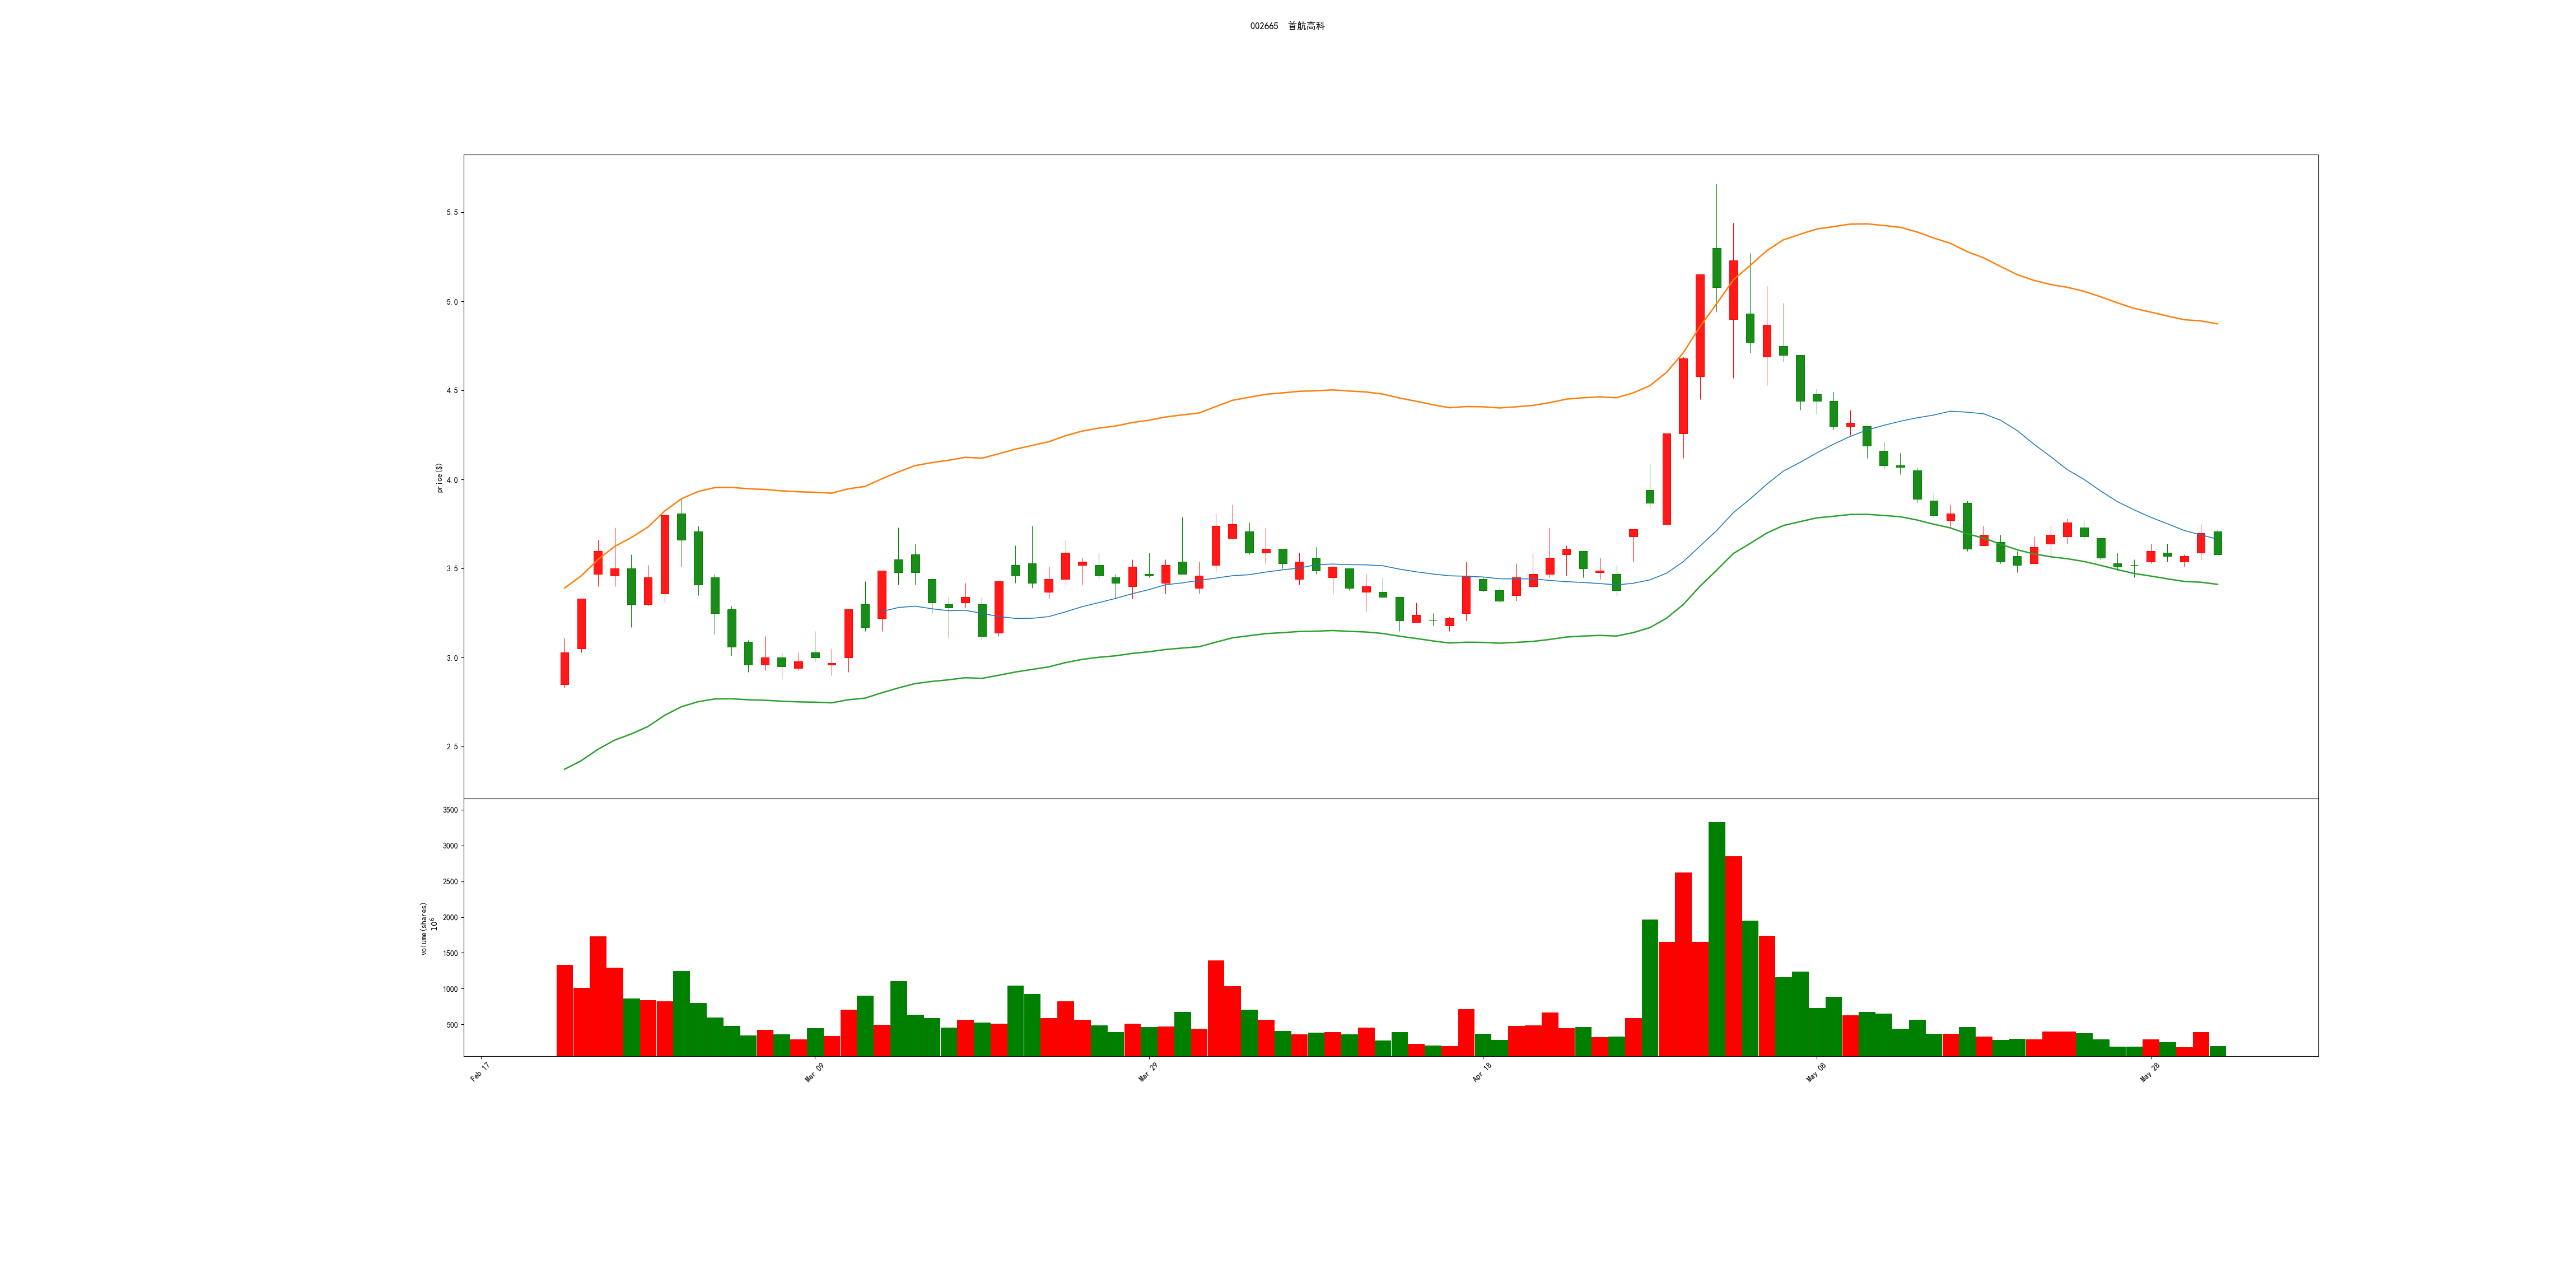 002665 首航高科
5.5
5.0
4.5
4.0
3.5
3.0
2.5
price($)
3500
3000
2500
2000
1500
1000
500
volume(shares)
10⁶
Feb 17
Mar 09
Mar 29
Apr 18
May 08
May 28